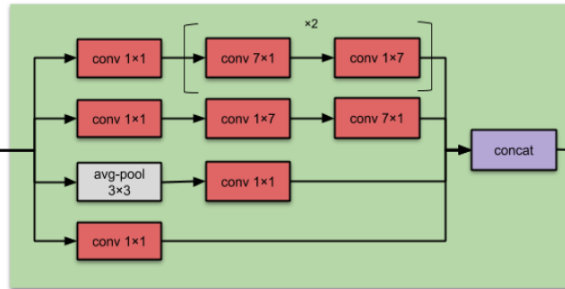 ×2
conv 1×1
conv 7×1
conv 1×7
conv 1×1
conv 1×7
conv 7×1
avg-pool
3×3
conv 1×1
concat
conv 1×1